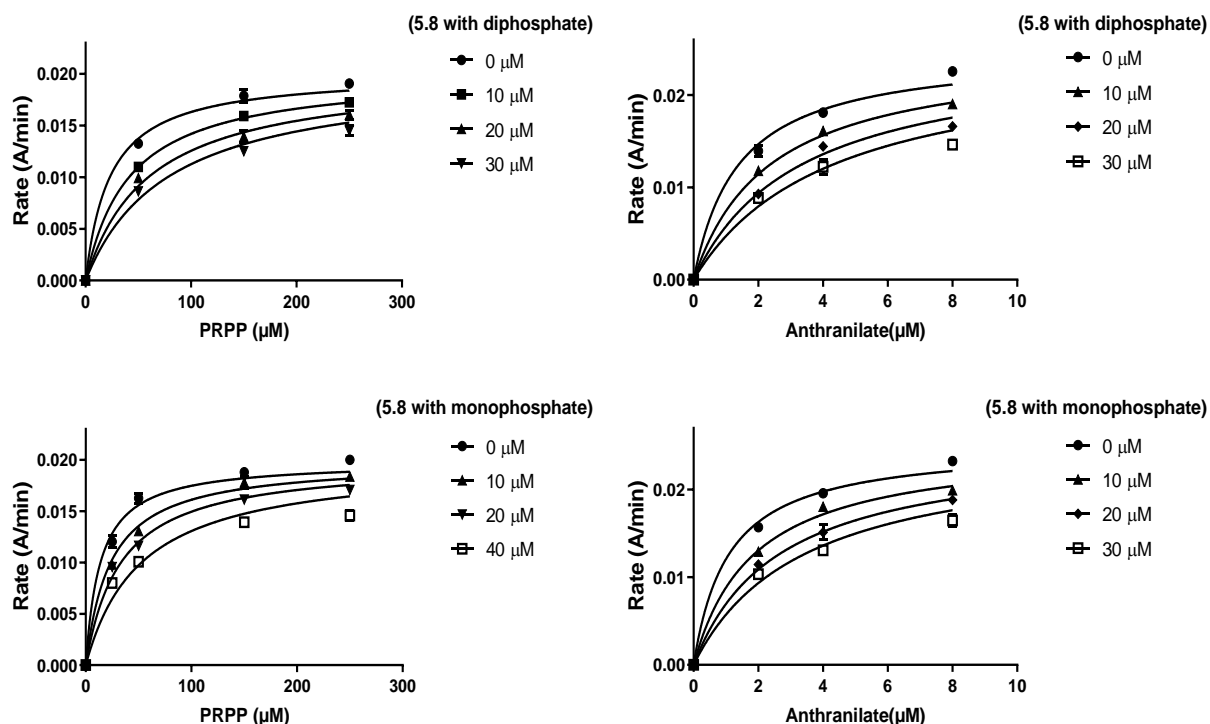 (5.8 with diphosphate)
0 μM
10 μM
20 μM
30 μM
Rate (A/min)
0.020
0.015
0.010
0.005
0.000
0 100 200 300
PRPP (μM)
(5.8 with diphosphate)
0 μM
10 μM
20 μM
30 μM
Rate (A/min)
0.02
0.01
0.00
0 2 4 6 8 10
Anthranilate(μM)
(5.8 with monophosphate)
0 μM
10 μM
20 μM
40 μM
Rate (A/min)
0.020
0.015
0.010
0.005
0.000
0 100 200 300
PRPP (μM)
(5.8 with monophosphate)
0 μM
10 μM
20 μM
30 μM
Rate (A/min)
0.02
0.01
0.00
0 2 4 6 8 10
Anthranilate(μM)